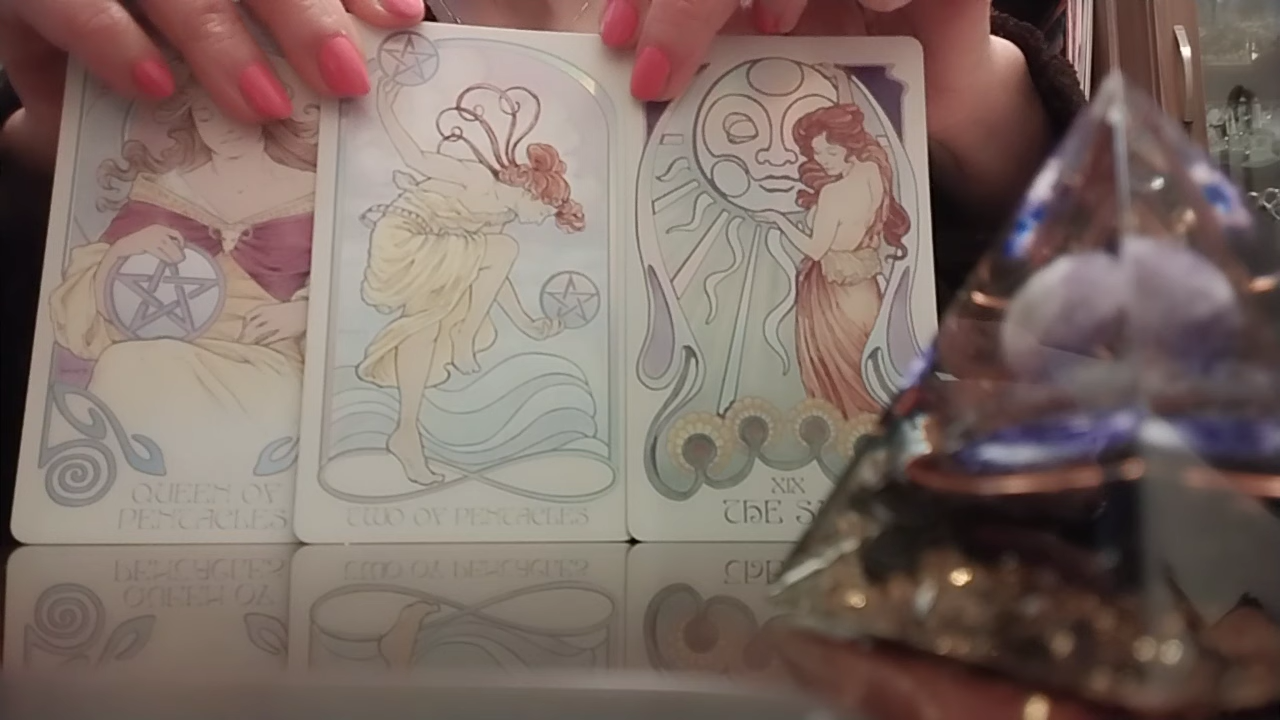 QUEEN OF
PENTACLES
TWO OF PENTACLES
XIX
THE S